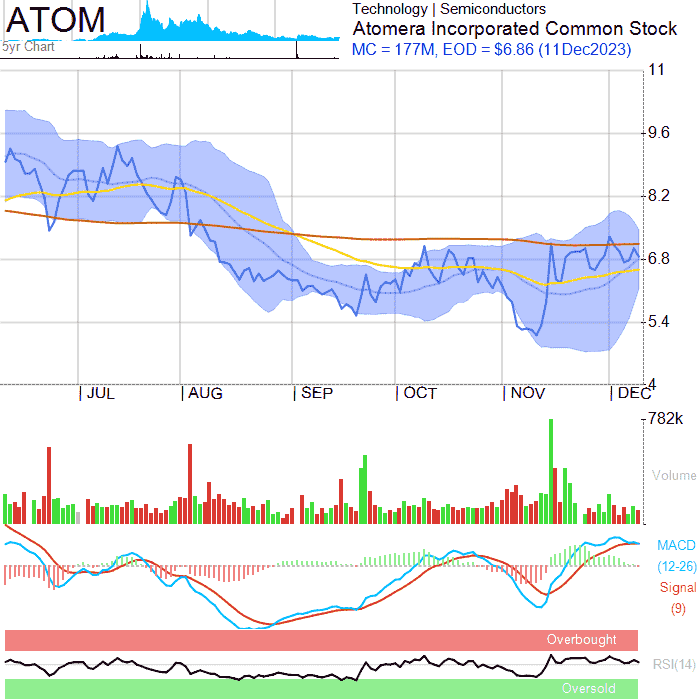 ATOM
5yr Chart
Technology | Semiconductors
Atomera Incorporated Common Stock
MC = 177M, EOD = $6.86 (11Dec2023)
11
9.6
8.2
6.8
5.4
4
JUL
AUG
SEP
OCT
NOV
DEC
782k
Volume
MACD
(12-26)
Signal
(9)
Overbought
RSI(14)
Oversold